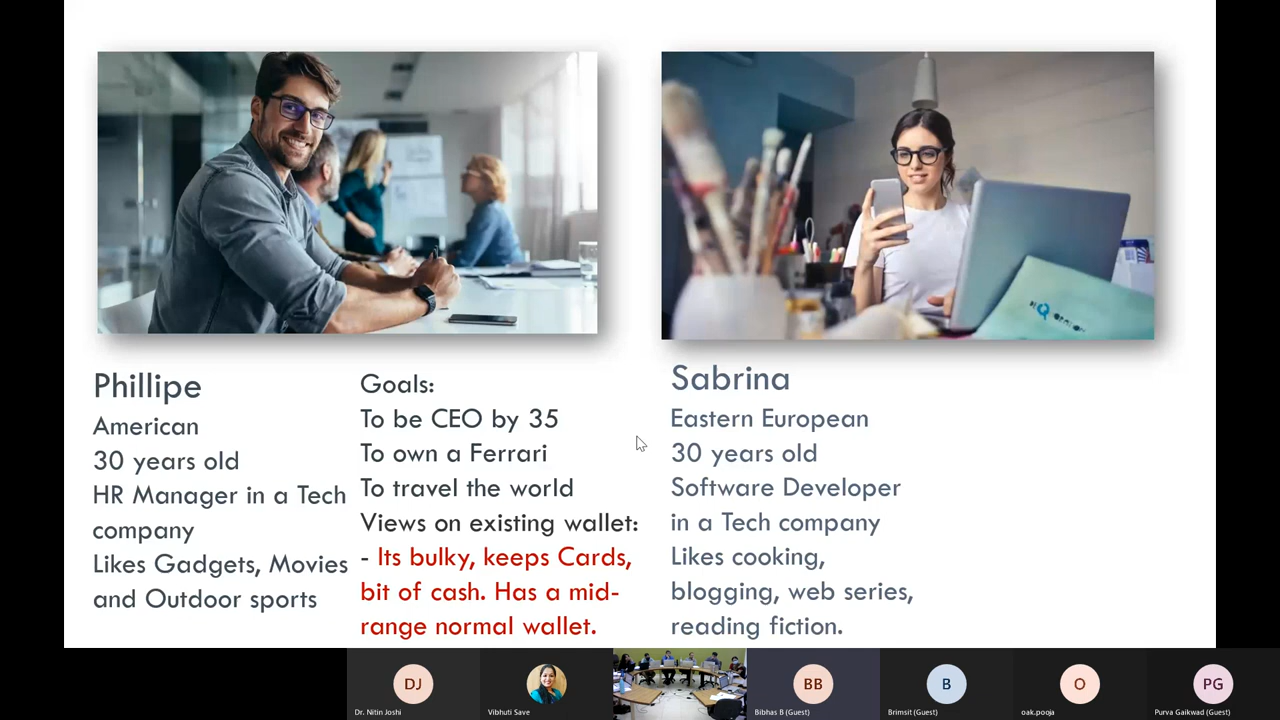 Phillipe
American
30 years old
HR Manager in a Tech
company
Likes Gadgets, Movies
and Outdoor sports
Goals:
To be CEO by 35
To own a Ferrari
To travel the world
Views on existing wallet:
- Its bulky, keeps Cards,
bit of cash. Has a mid-
range normal wallet.
Sabrina
Eastern European
30 years old
Software Developer
in a Tech company
Likes cooking,
blogging, web series,
reading fiction.
DJ
Dr. Nitin Joshi
Vibhuti Save
BB
Bibhas B (Guest)
B
Brimsit (Guest)
O
oak.pooja
PG
Purva Gaikwad (Guest)